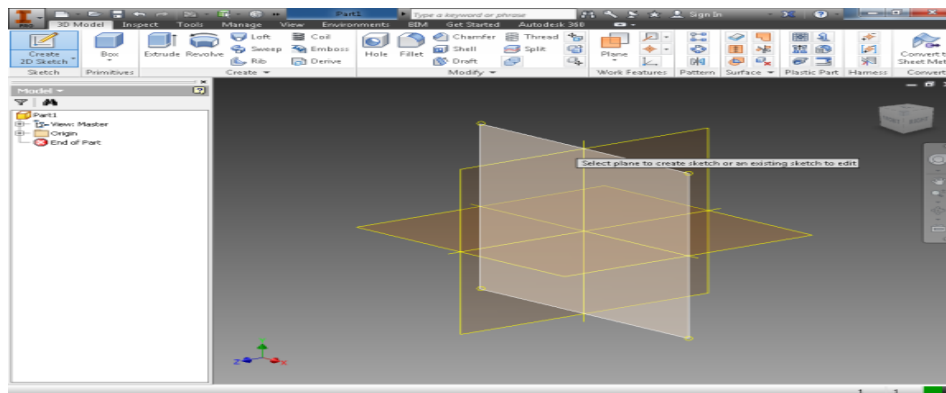 Part1 Type a keyword or phrase Sign In
PRO 3D Model Inspect Tools Manage View Environments BIM Get Started Autodesk 360
Create 2D Sketch Box Extrude Revolve Loft Coil Hole Fillet Chamfer Thread Plane Convert t
Sweep Emboss Shell Split Sheet Met
Rib Derive Draft
Sketch Primitives Create Modify Work Features Pattern Surface Plastic Part Harness Convert
Model
Part1
View: Master
Origin
End of Part
Select plane to create sketch or an existing sketch to edit
Z X
1 1